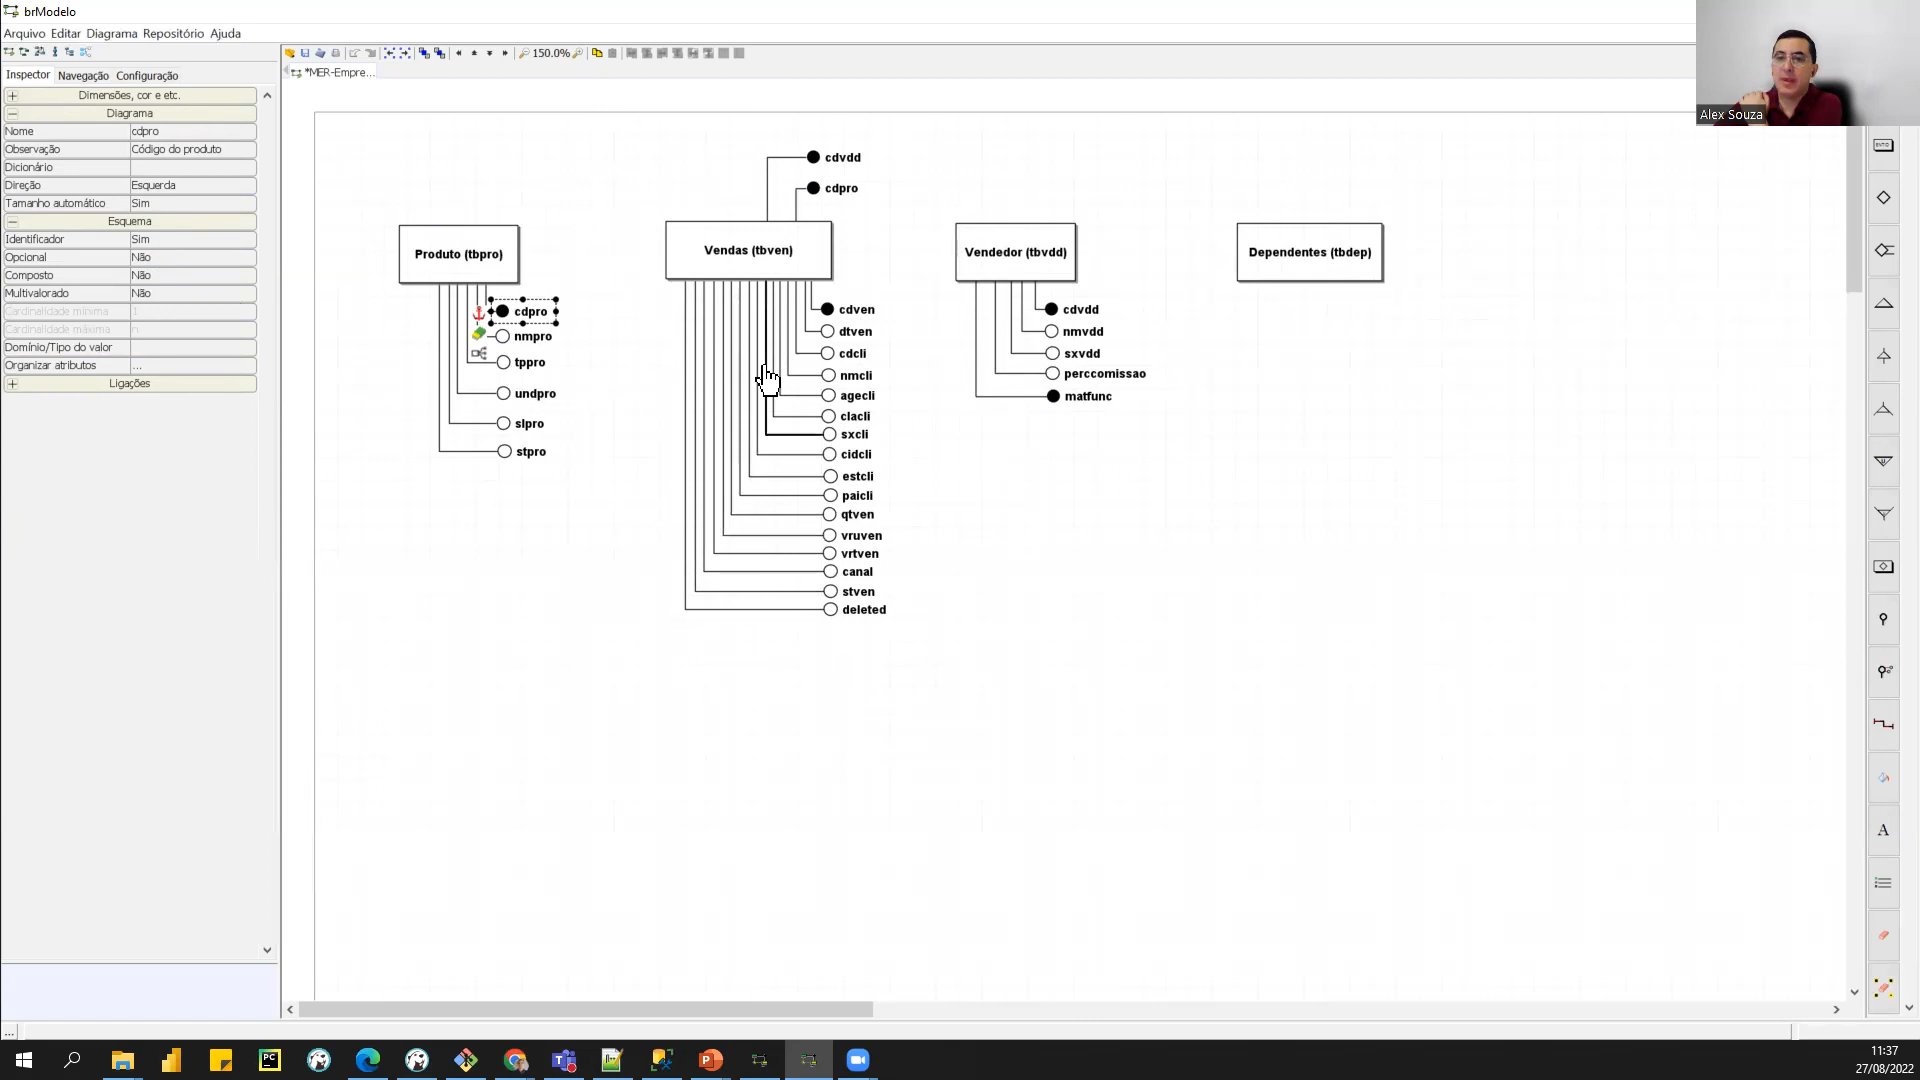 brModelo
Arquivo Editar Diagrama Repositório Ajuda
150.0%
Inspector Navegação Configuração
*MER-Empre...
Dimensões, cor e etc.
Diagrama
Nome cdpro
Observação Código do produto
Dicionário
Direção Esquerda
Tamanho automático Sim
Esquema
Identificador Sim
Opcional Não
Composto Não
Multivalorado Não
Cardinalidade mínima 1
Cardinalidade máxima n
Domínio/Tipo do valor
Organizar atributos ...
Ligações
Alex Souza
cdvdd
cdpro
Produto (tbpro)
cdpro
nmpro
tppro
undpro
slpro
stpro
Vendas (tbven)
cdven
dtven
cdcli
nmcli
agecli
clacli
sxcli
cidcli
estcli
paicli
qtven
vruven
vrtven
canal
stven
deleted
Vendedor (tbvdd)
cdvdd
nmvdd
sxvdd
perccomissao
matfunc
Dependentes (tbdep)
A
...
PC
P
11:37
27/08/2022